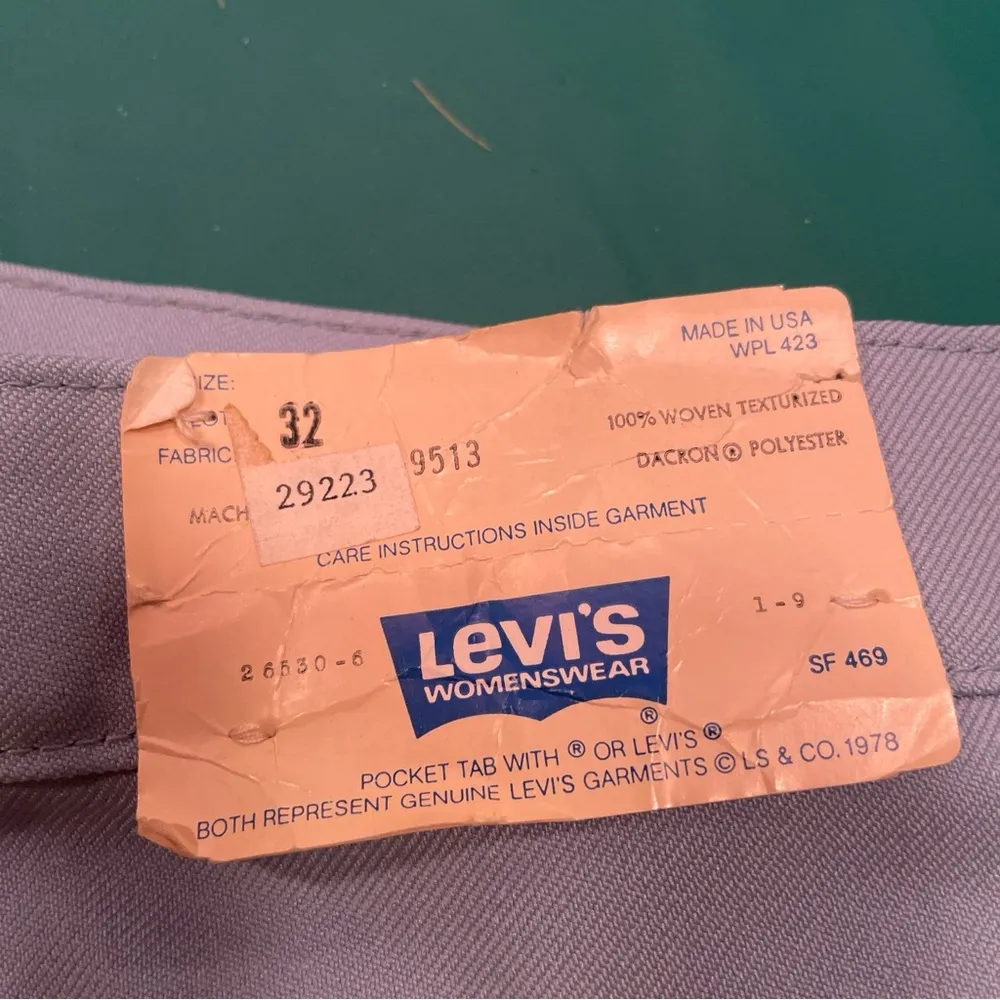 MADE IN USA
WPL 423
IZE:
32
LOT
100% WOVEN TEXTURIZED
FABRIC
9513
DACRON® POLYESTER
29223
MACH
CARE INSTRUCTIONS INSIDE GARMENT
1-9
26530-6
LEVI'S
WOMENSWEAR
®
SF 469
POCKET TAB WITH ® OR LEVI'S ®
BOTH REPRESENT GENUINE LEVI'S GARMENTS © LS & CO. 1978